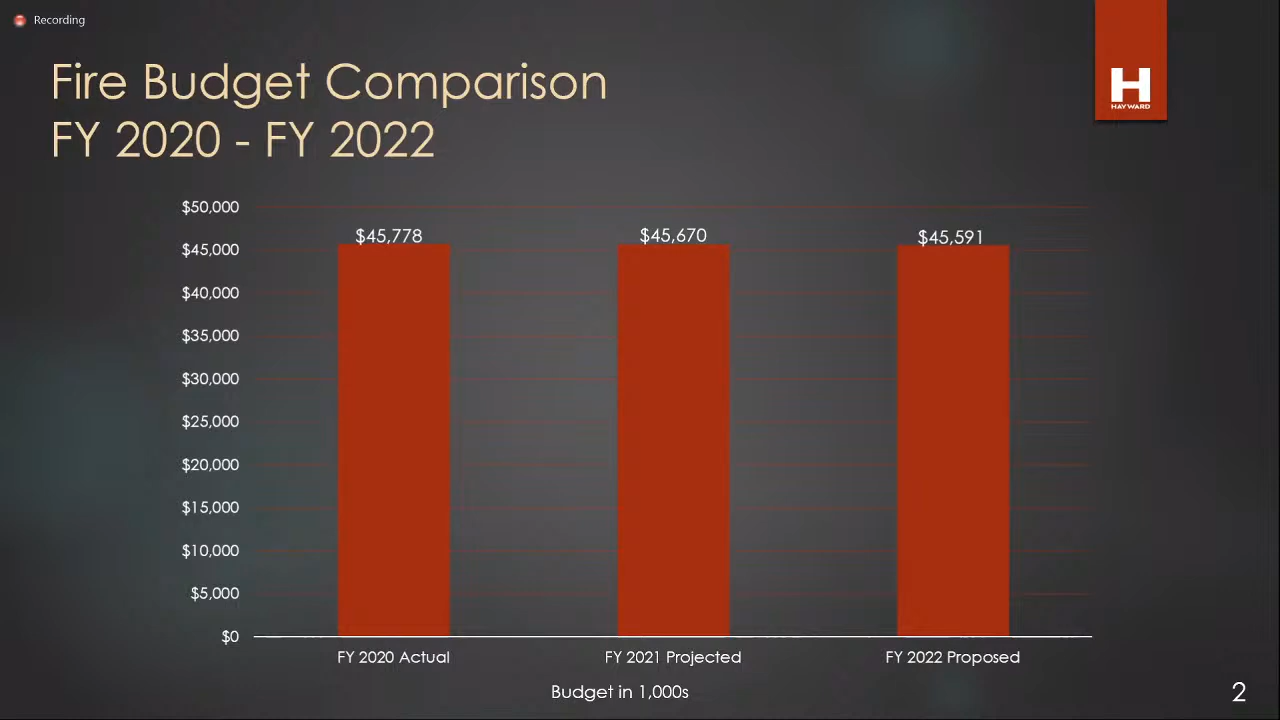 Recording
Fire Budget Comparison
FY 2020 - FY 2022
H
HAYWARD
$50,000
$45,000
$40,000
$35,000
$30,000
$25,000
$20,000
$15,000
$10,000
$5,000
$0
$45,778
$45,670
$45,591
FY 2020 Actual
FY 2021 Projected
FY 2022 Proposed
Budget in 1,000s
2